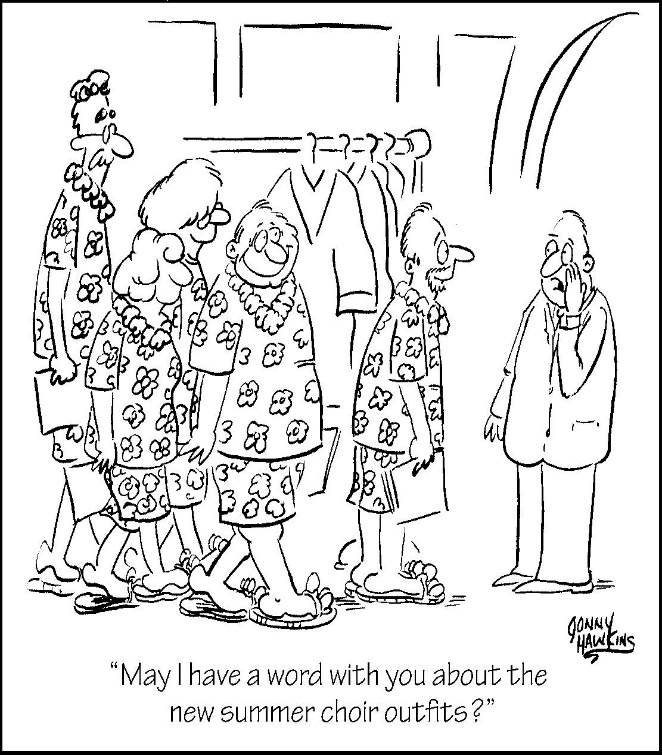 JONNY
HAWKINS
“May I have a word with you about the
new summer choir outfits?”